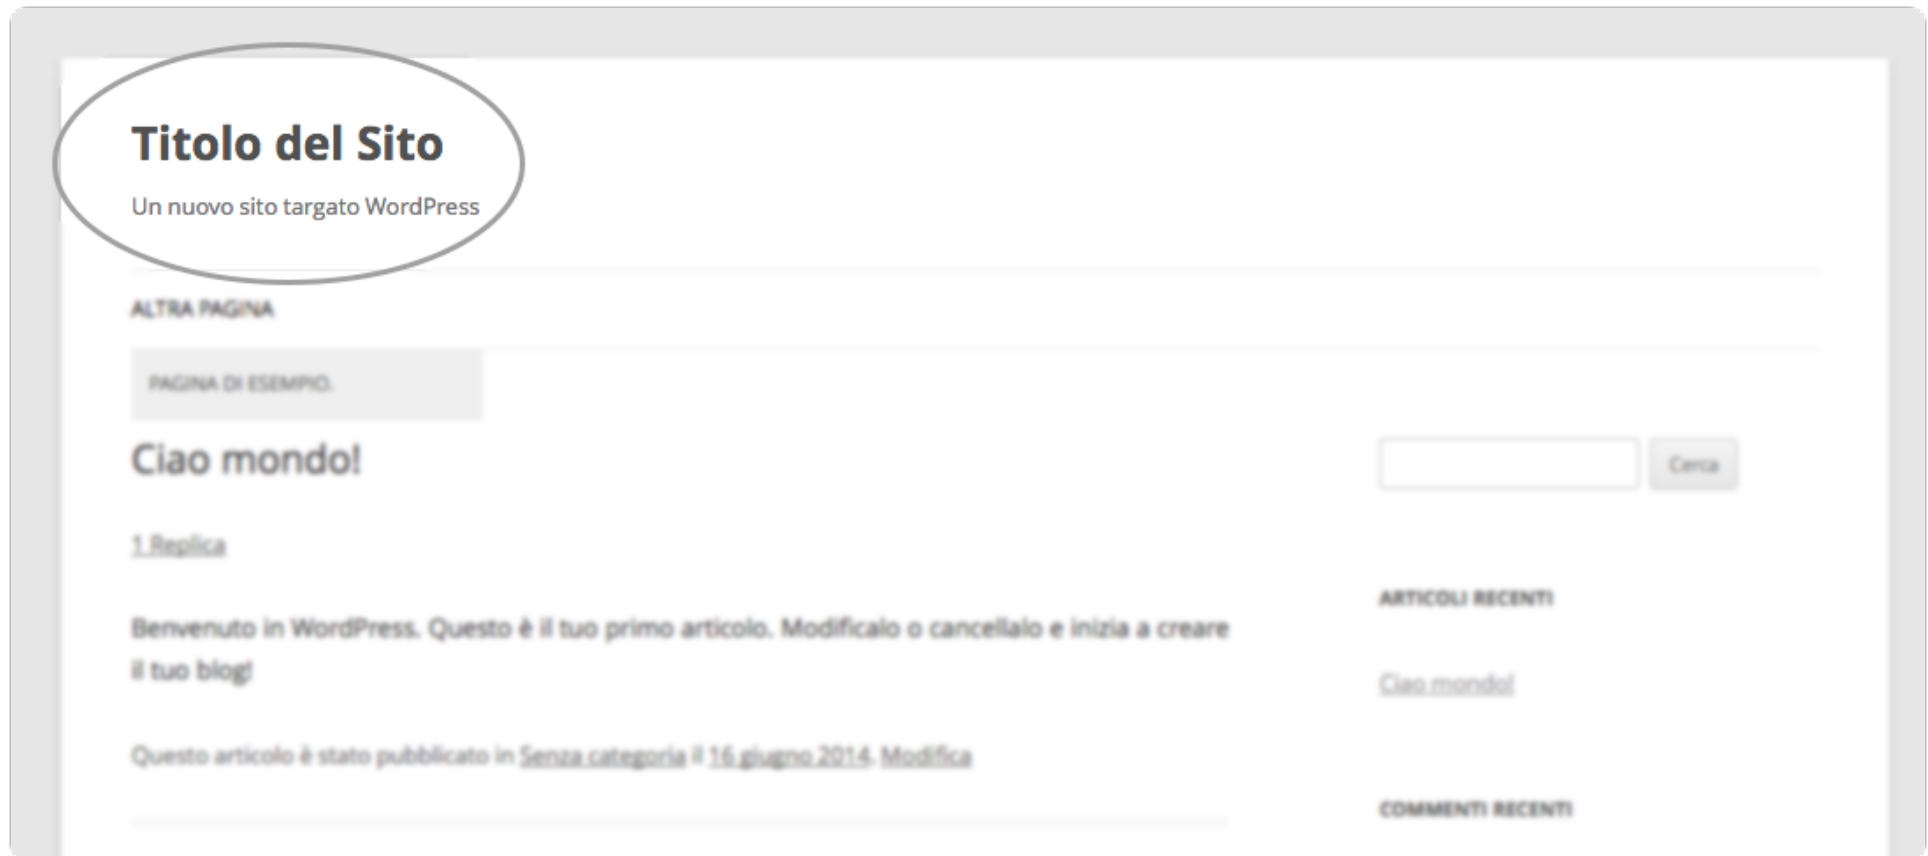 Titolo del Sito
Un nuovo sito targato WordPress
ALTRA PAGINA
PAGINA DI ESEMPIO.
Ciao mondo!
1 Replica
Benvenuto in WordPress. Questo è il tuo primo articolo. Modificalo o cancellalo e inizia a creare
il tuo blog!
Questo articolo è stato pubblicato in Senza categoria il 16 giugno 2014. Modifica
Cerca
ARTICOLI RECENTI
Ciao mondo!
COMMENTI RECENTI